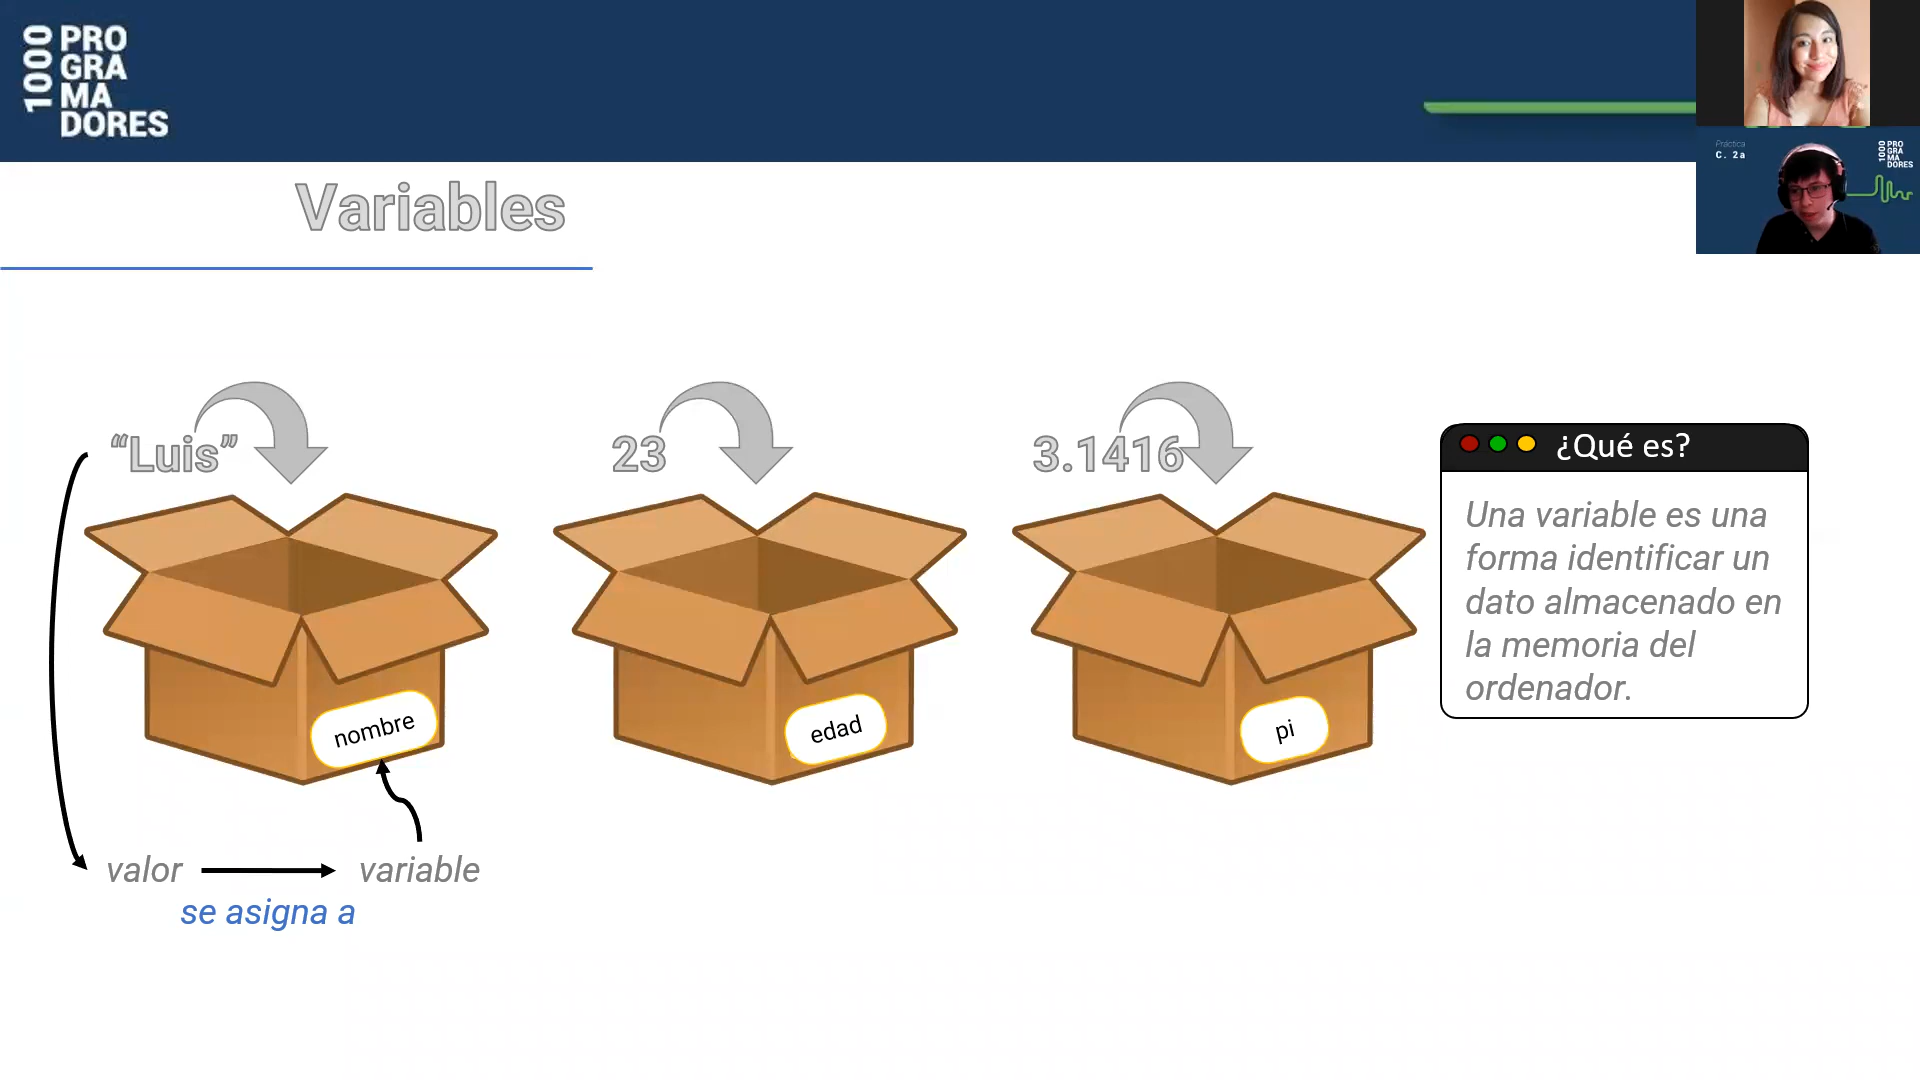 1000
PRO
GRA
MA
DORES
Práctica
C. 2a
1000
PRO
GRA
MA
DORES
Variables
“Luis”
23
3.1416
¿Qué es?
Una variable es una
forma identificar un
dato almacenado en
la memoria del
ordenador.
nombre
edad
pi
valor
variable
se asigna a